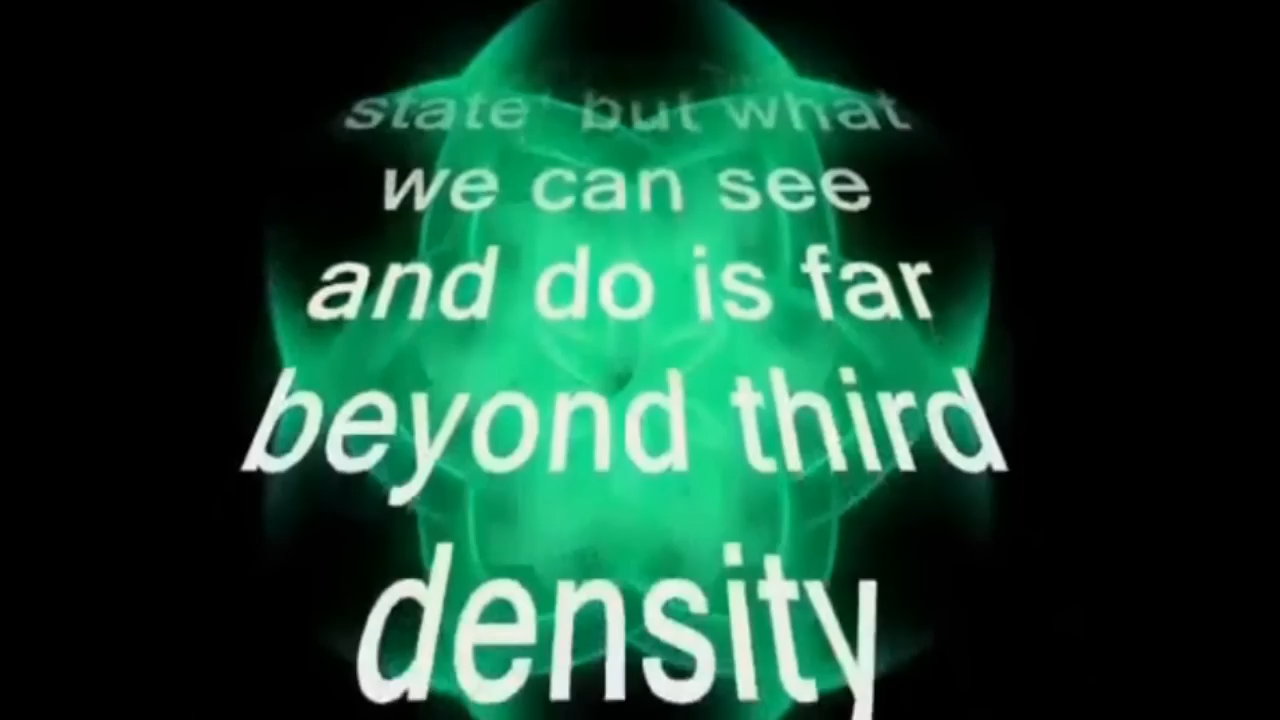 state' but what
we can see
and do is far
beyond third
density